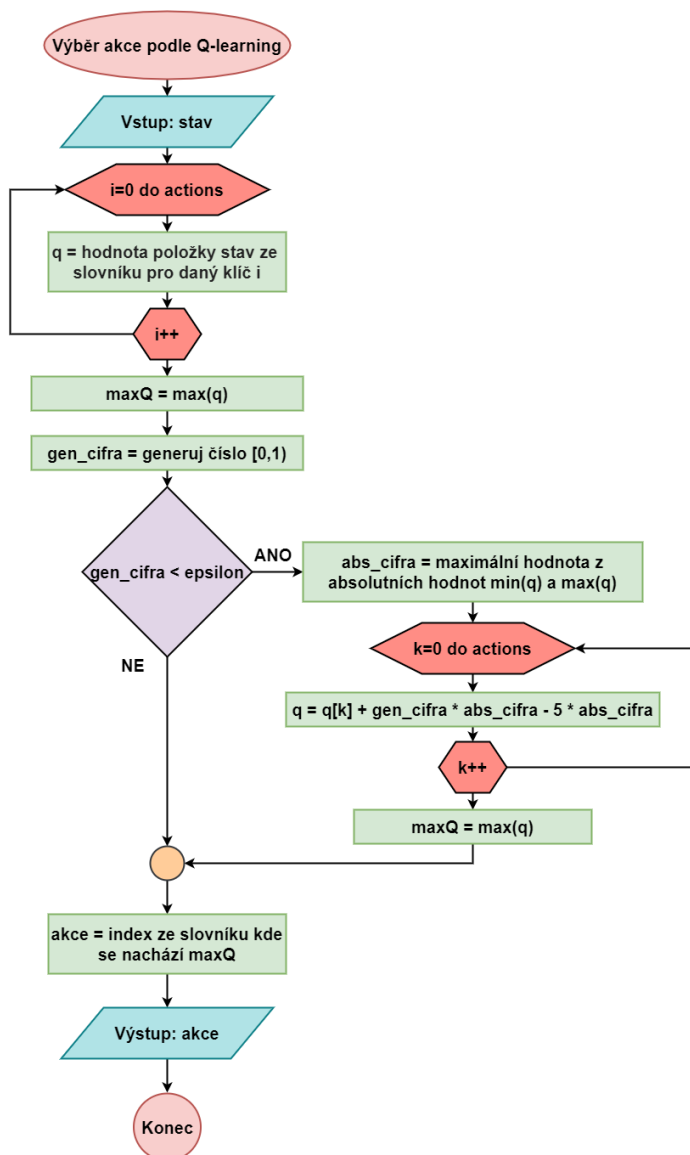 Výběr akce podle Q-learning
Vstup: stav
i=0 do actions
q = hodnota položky stav ze
slovníku pro daný klíč i
i++
maxQ = max(q)
gen_cifra = generuj číslo [0,1)
gen_cifra < epsilon
ANO
abs_cifra = maximální hodnota z
absolutních hodnot min(q) a max(q)
k=0 do actions
q = q[k] + gen_cifra * abs_cifra - 5 * abs_cifra
k++
maxQ = max(q)
NE
akce = index ze slovníku kde
se nachází maxQ
Výstup: akce
Konec